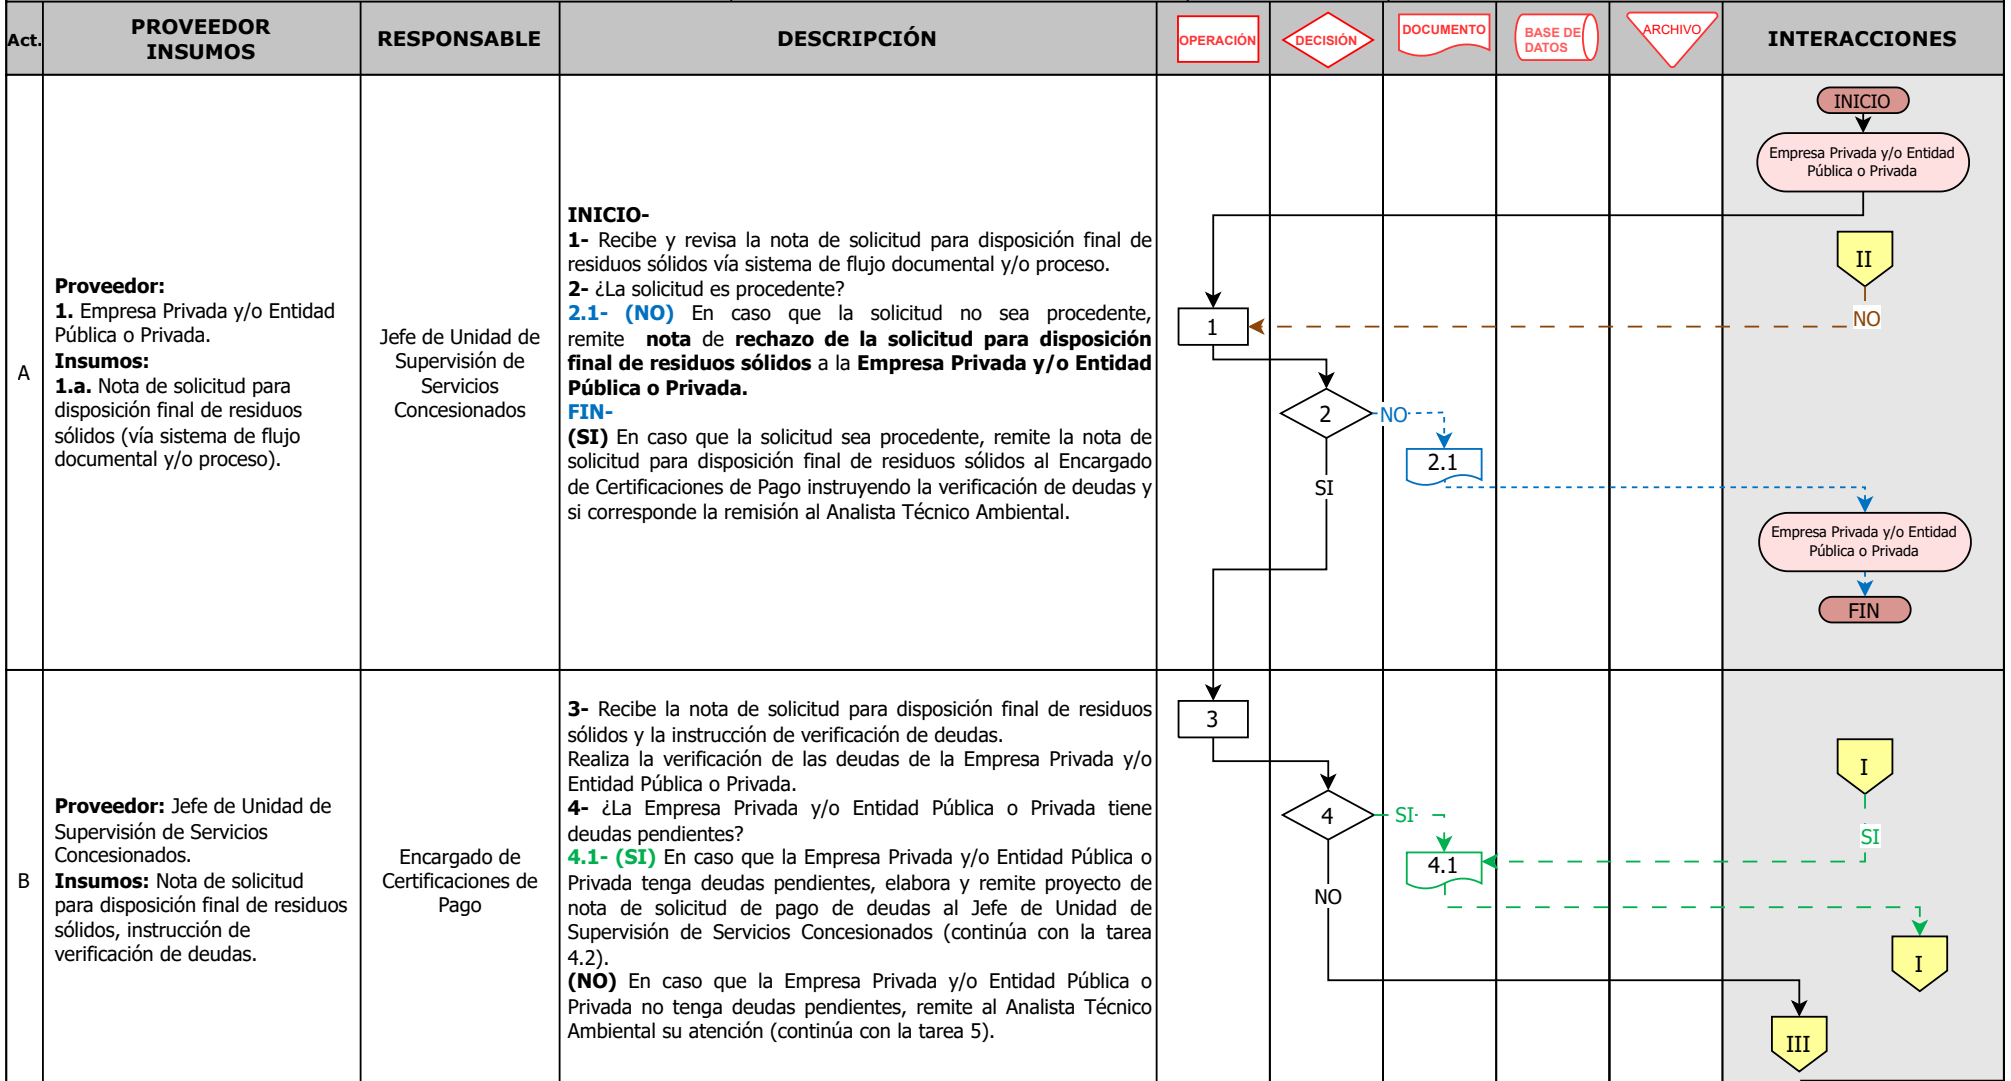 Act.
PROVEEDOR
INSUMOS
RESPONSABLE
DESCRIPCIÓN
OPERACIÓN
DECISIÓN
DOCUMENTO
BASE DE
DATOS
ARCHIVO
INTERACCIONES
A
Proveedor:
1. Empresa Privada y/o Entidad
Pública o Privada.
Insumos:
1.a. Nota de solicitud para
disposición final de residuos
sólidos (vía sistema de flujo
documental y/o proceso).
Jefe de Unidad de
Supervisión de
Servicios
Concesionados
INICIO-
1- Recibe y revisa la nota de solicitud para disposición final de
residuos sólidos vía sistema de flujo documental y/o proceso.
2- ¿La solicitud es procedente?
2.1- (NO) En caso que la solicitud no sea procedente,
remite nota de rechazo de la solicitud para disposición
final de residuos sólidos a la Empresa Privada y/o Entidad
Pública o Privada.
FIN-
(SI) En caso que la solicitud sea procedente, remite la nota de
solicitud para disposición final de residuos sólidos al Encargado
de Certificaciones de Pago instruyendo la verificación de deudas y
si corresponde la remisión al Analista Técnico Ambiental.
INICIO
Empresa Privada y/o Entidad
Pública o Privada
II
NO
1
2
NO
2.1
SI
Empresa Privada y/o Entidad
Pública o Privada
FIN
B
Proveedor: Jefe de Unidad de
Supervisión de Servicios
Concesionados.
Insumos: Nota de solicitud
para disposición final de residuos
sólidos, instrucción de
verificación de deudas.
Encargado de
Certificaciones de
Pago
3- Recibe la nota de solicitud para disposición final de residuos
sólidos y la instrucción de verificación de deudas.
Realiza la verificación de las deudas de la Empresa Privada y/o
Entidad Pública o Privada.
4- ¿La Empresa Privada y/o Entidad Pública o Privada tiene
deudas pendientes?
4.1- (SI) En caso que la Empresa Privada y/o Entidad Pública o
Privada tenga deudas pendientes, elabora y remite proyecto de
nota de solicitud de pago de deudas al Jefe de Unidad de
Supervisión de Servicios Concesionados (continúa con la tarea
4.2).
(NO) En caso que la Empresa Privada y/o Entidad Pública o
Privada no tenga deudas pendientes, remite al Analista Técnico
Ambiental su atención (continúa con la tarea 5).
3
I
4
SI
SI
4.1
NO
I
III